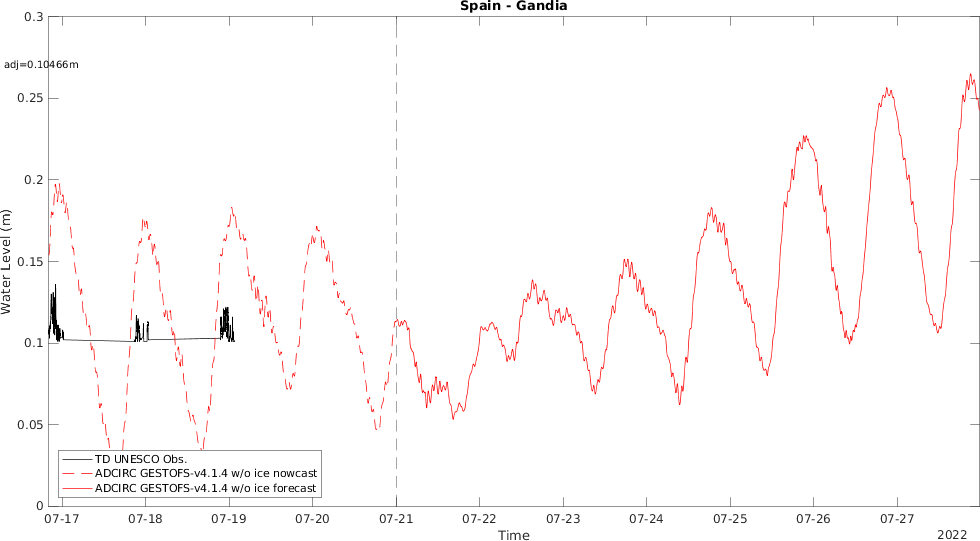 Spain - Gandia
adj=0.10466m
0.3
0.25
0.2
0.15
0.1
0.05
0
Water Level (m)
TD UNESCO Obs.
ADCIRC GESTOFS-v4.1.4 w/o ice nowcast
ADCIRC GESTOFS-v4.1.4 w/o ice forecast
07-17 07-18 07-19 07-20 07-21 07-22 07-23 07-24 07-25 07-26 07-27
Time
2022